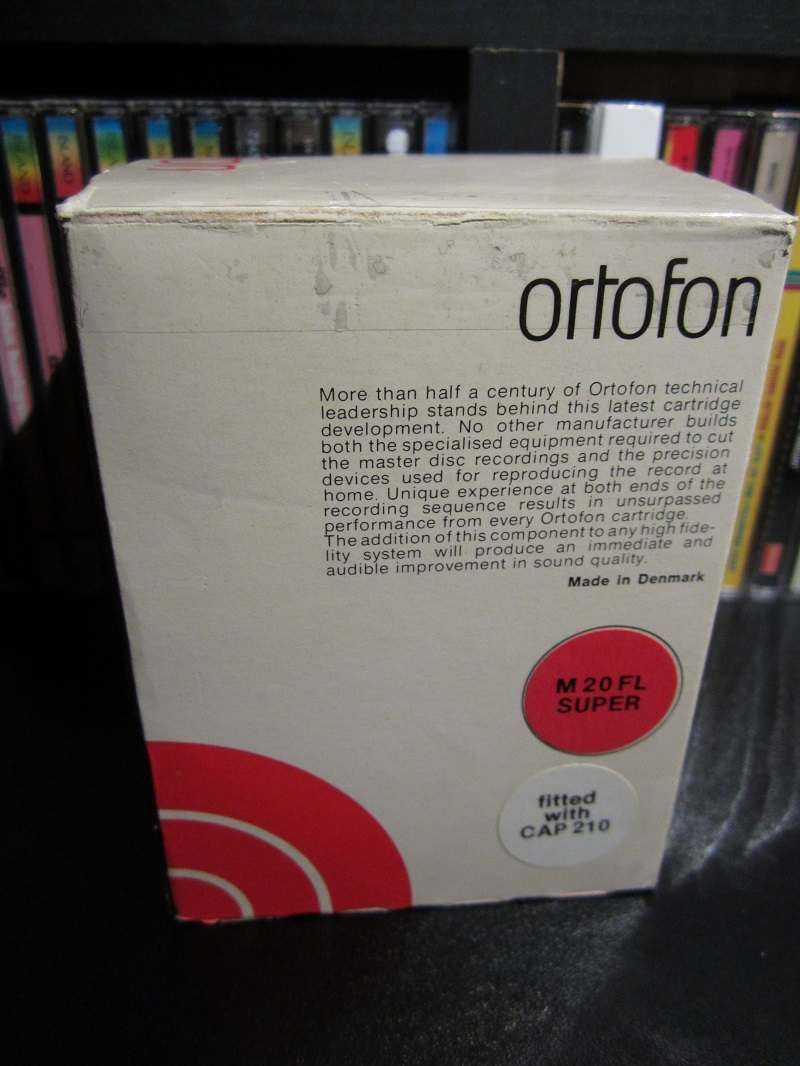 ISLAND
ISLAND
ISLAND
ortofon
More than half a century of Ortofon technical
leadership stands behind this latest cartridge
development. No other manufacturer builds
both the specialised equipment required to cut
the master disc recordings and the precision
devices used for reproducing the record at
home. Unique experience at both ends of the
recording sequence results in unsurpassed
performance from every Ortofon cartridge.
The addition of this component to any high fide-
lity system will produce an immediate and
audible improvement in sound quality.
Made in Denmark
M 20 FL
SUPER
fitted
with
CAP 210